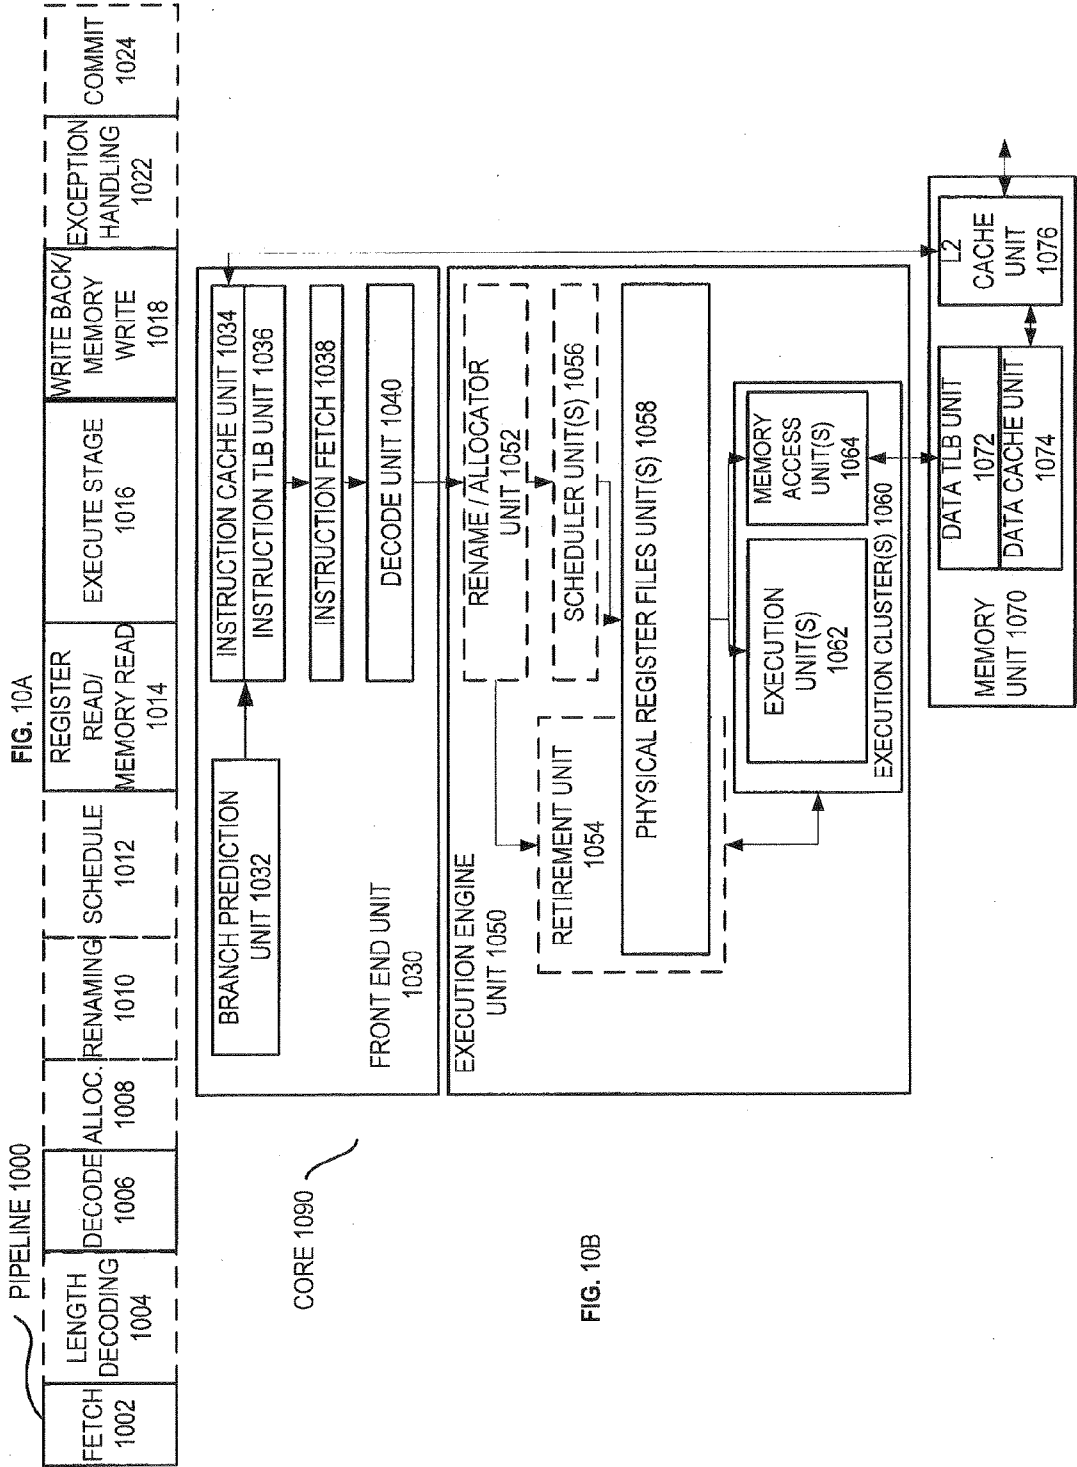 FIG. 10A
PIPELINE 1000
FETCH
1002
LENGTH
DECODING
1004
DECODE
1006
ALLOC.
1008
RENAMING
1010
SCHEDULE
1012
REGISTER
READ/
MEMORY READ
1014
EXECUTE STAGE
1016
WRITE BACK/
MEMORY
WRITE
1018
EXCEPTION
HANDLING
1022
COMMIT
1024
CORE 1090
BRANCH PREDICTION
UNIT 1032
INSTRUCTION CACHE UNIT 1034
INSTRUCTION TLB UNIT 1036
INSTRUCTION FETCH 1038
DECODE UNIT 1040
FRONT END UNIT
1030
EXECUTION ENGINE
UNIT 1050
RENAME / ALLOCATOR
UNIT 1052
SCHEDULER UNIT(S) 1056
RETIREMENT UNIT
1054
PHYSICAL REGISTER FILES UNIT(S) 1058
EXECUTION
UNIT(S)
1062
MEMORY
ACCESS
UNIT(S)
1064
EXECUTION CLUSTER(S) 1060
MEMORY
UNIT 1070
DATA TLB UNIT
1072
DATA CACHE UNIT
1074
L2
CACHE
UNIT
1076
FIG. 10B